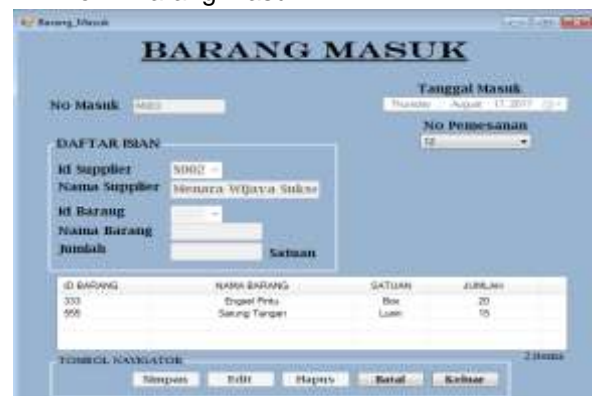 Barang_Masuk
BARANG MASUK
Tanggal Masuk
No Masuk
Thursday , August 17, 2017
No Pemesanan
DAFTAR ISIAN
Id Supplier S002
Nama Supplier Menara Wijaya Sukse
Id Barang
Nama Barang
Jumlah Satuan
ID BARANG NAMA BARANG SATUAN JUMLAH
333 Engsel Pintu Box 20
555 Sarung Tangan Lusin 15
2 Items
TOMBOL NAVIGATOR
Simpan Edit Hapus Batal Keluar